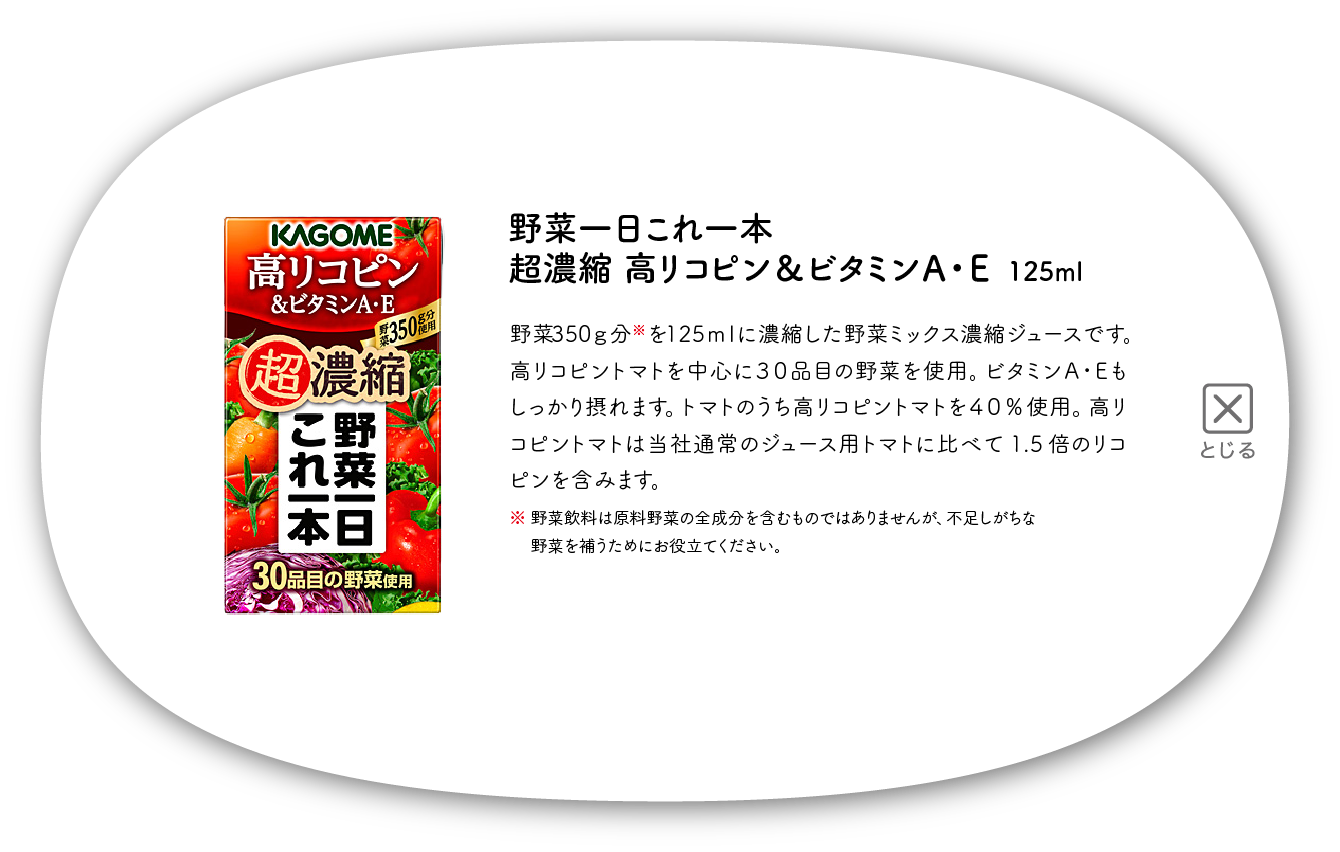 KAGOME
高リコピン
&ビタミンA・E
野菜350g分使用
超濃縮
野菜一日
これ一本
30品目の野菜使用
野菜一日これ一本
超濃縮 高リコピン&ビタミンA・E 125ml
野菜350g分※を125mlに濃縮した野菜ミックス濃縮ジュースです。
高リコピントマトを中心に30品目の野菜を使用。ビタミンA・Eも
しっかり摂れます。トマトのうち高リコピントマトを40%使用。高リ
コピントマトは当社通常のジュース用トマトに比べて1.5倍のリコ
ピンを含みます。
※ 野菜飲料は原料野菜の全成分を含むものではありませんが、不足しがちな
野菜を補うためにお役立てください。
とじる